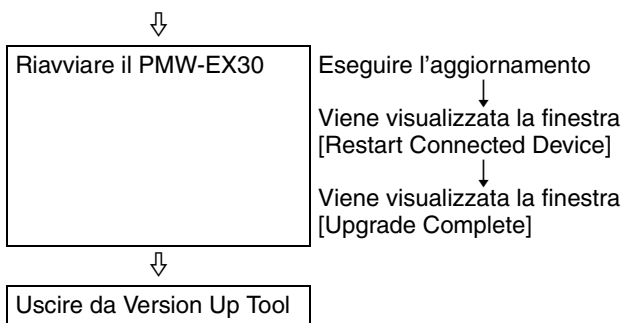 Riavviare il PMW-EX30
Eseguire l'aggiornamento
Viene visualizzata la finestra
[Restart Connected Device]
Viene visualizzata la finestra
[Upgrade Complete]
Uscire da Version Up Tool